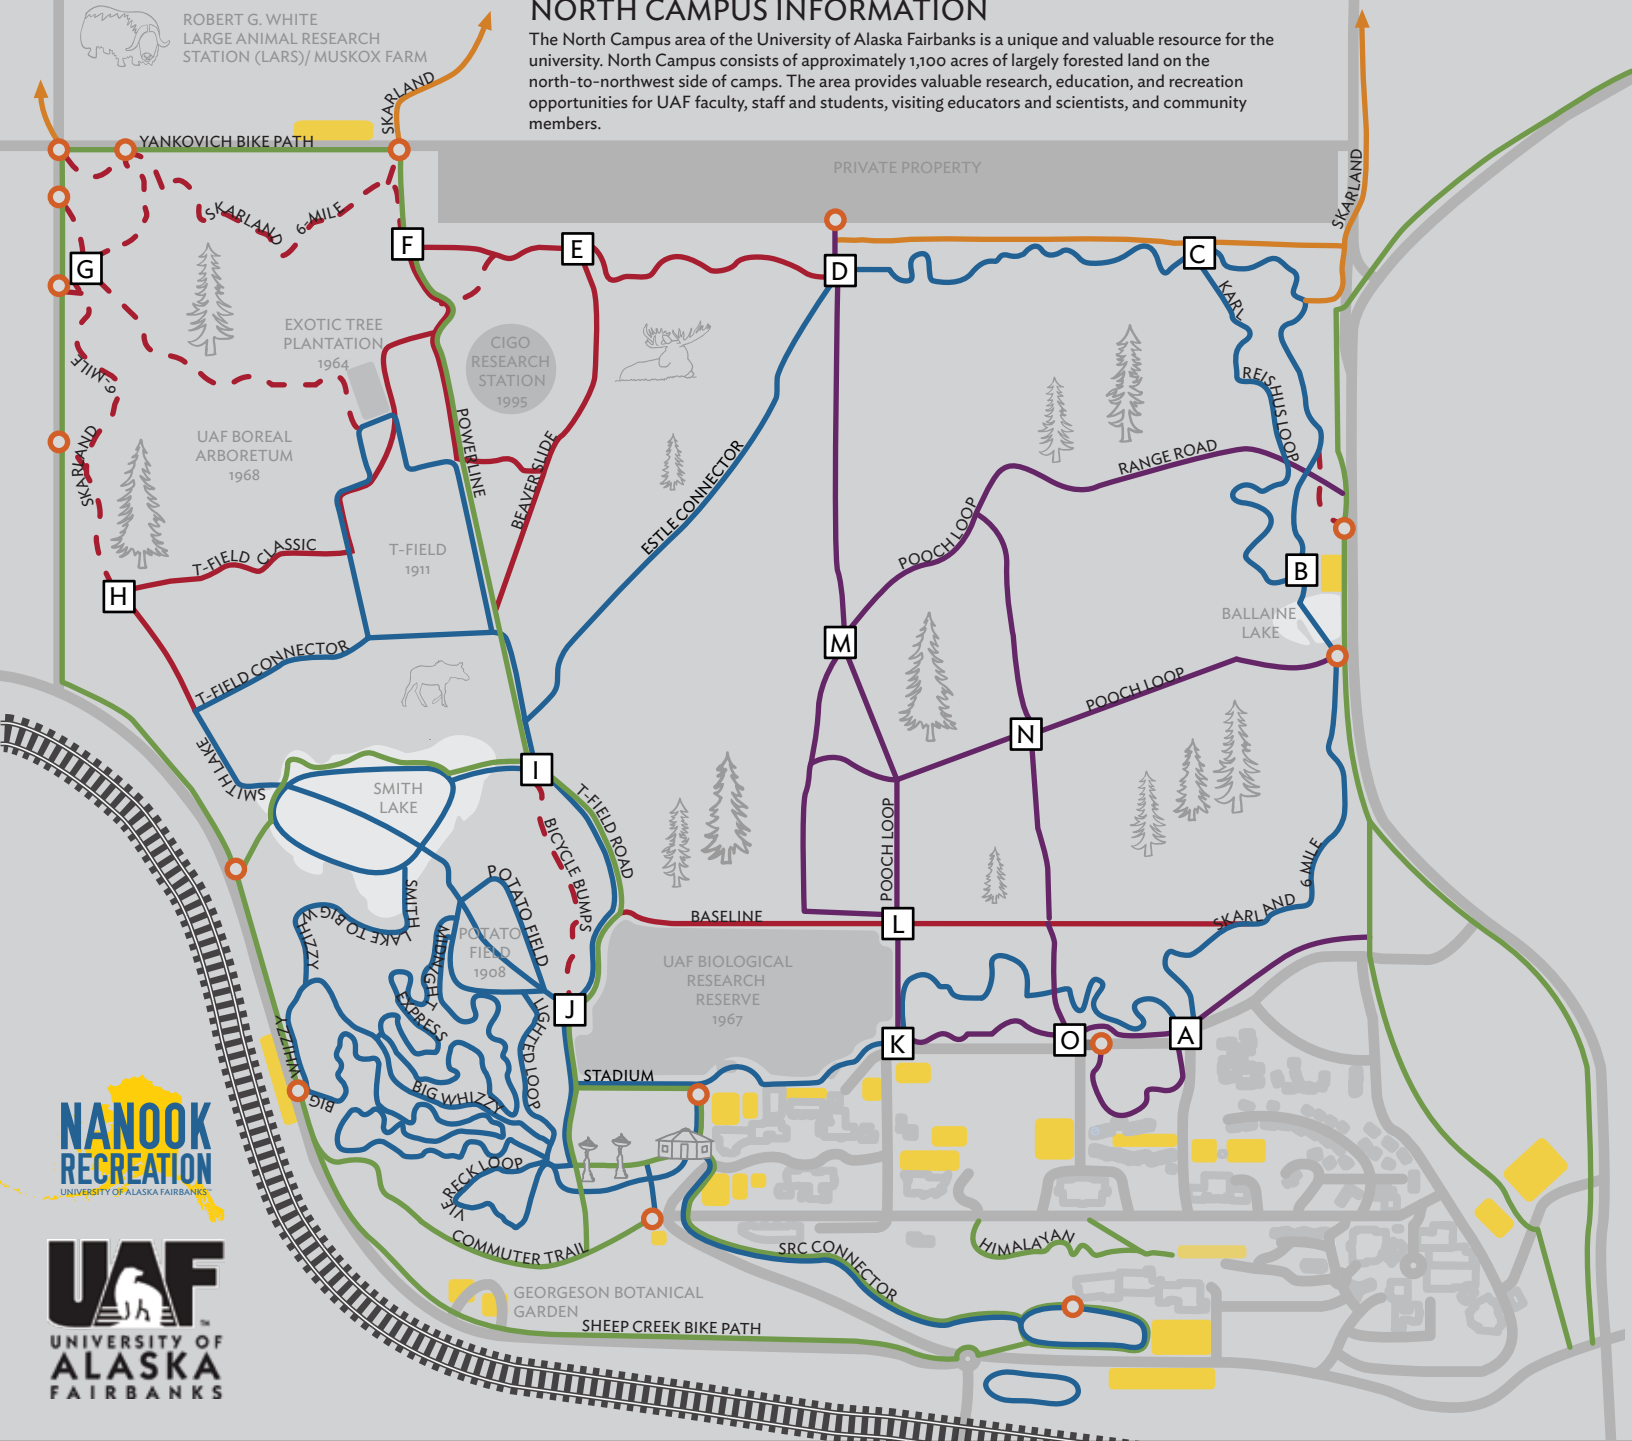 NORTH CAMPUS INFORMATION
The North Campus area of the University of Alaska Fairbanks is a unique and valuable resource for the
university. North Campus consists of approximately 1,100 acres of largely forested land on the
north-to-northwest side of camps. The area provides valuable research, education, and recreation
opportunities for UAF faculty, staff and students, visiting educators and scientists, and community
members.
ROBERT G. WHITE
LARGE ANIMAL RESEARCH
STATION (LARS)/ MUSKOX FARM
SKARLAND
YANKOVICH BIKE PATH
PRIVATE PROPERTY
SKARLAND
SKARLAND 6-MILE
F
E
D
C
G
KARL
REISHUS LOOP
EXOTIC TREE
PLANTATION
1964
CIGO
RESEARCH
STATION
1995
6-MILE
SKARLAND
UAF BOREAL
ARBORETUM
1968
POWERLINE
BEAVER SLIDE
ESTLE CONNECTOR
RANGE ROAD
POOCH LOOP
T-FIELD CLASSIC
T-FIELD
1911
B
H
BALLAINE
LAKE
M
T-FIELD CONNECTOR
POOCH LOOP
N
SMITH LAKE
I
SMITH
LAKE
T-FIELD ROAD
BICYCLE BUMPS
POOCH LOOP
6 MILE
SKARLAND
BASELINE
L
POTATO FIELD
SMITH
LAKE TO BIG
WHIZZY
POTATO
FIELD
1908
MIDNIGHT
EXPRESS
UAF BIOLOGICAL
RESEARCH
RESERVE
1967
J
LIGHTED LOOP
K
O
A
WHIZZY
BIG
BIG WHIZZY
STADIUM
VIERECK LOOP
COMMUTER TRAIL
SRC CONNECTOR
HIMALAYAN
GEORGESON BOTANICAL
GARDEN
SHEEP CREEK BIKE PATH
NANOOK
RECREATION
UNIVERSITY OF ALASKA FAIRBANKS
UAF
TM
UNIVERSITY OF
ALASKA
FAIRBANKS